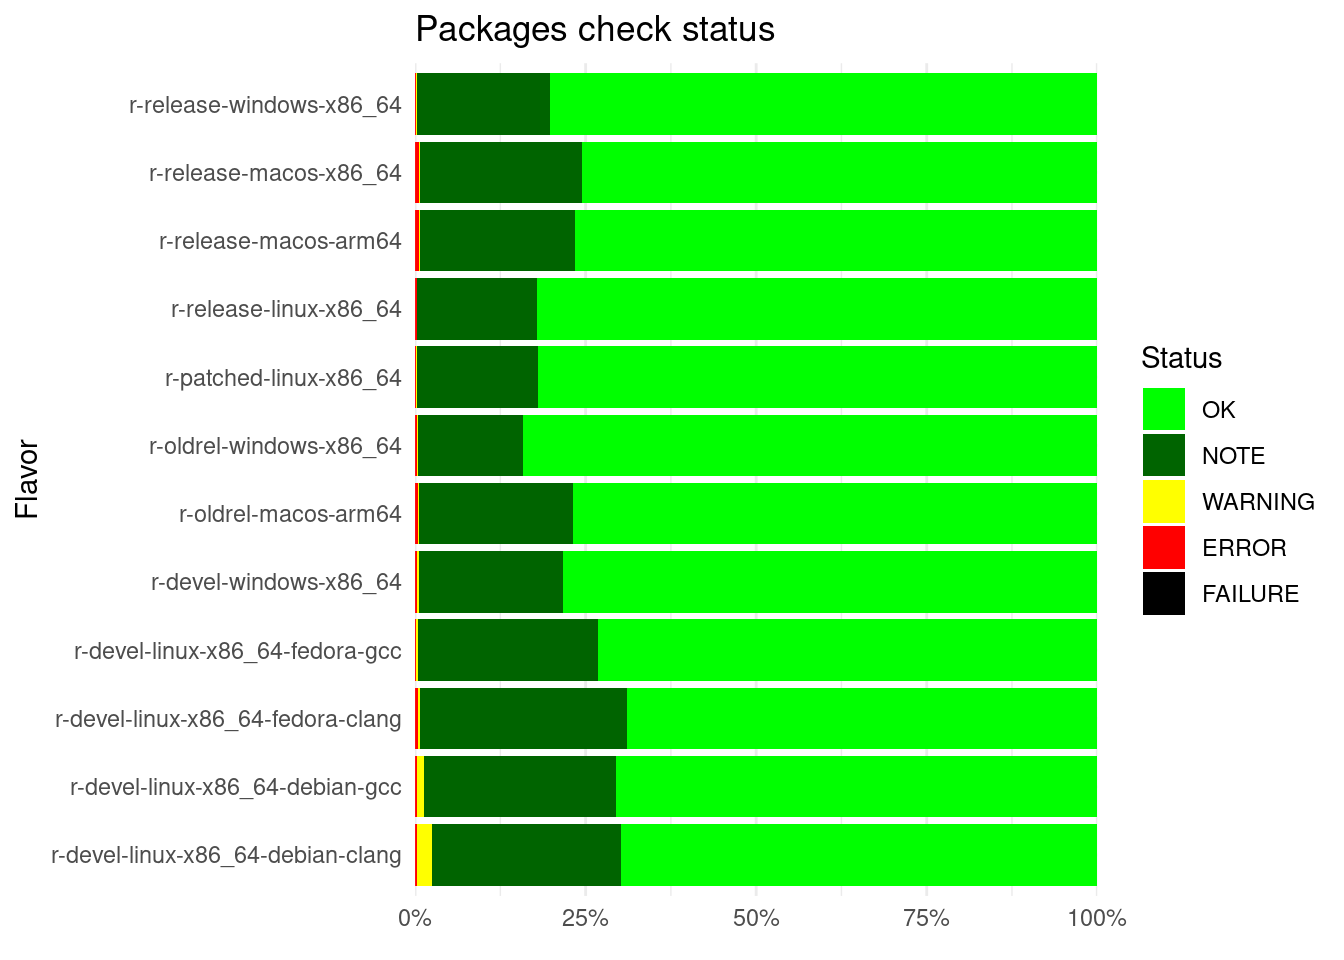 Packages check status
r-release-windows-x86_64
r-release-macos-x86_64
r-release-macos-arm64
r-release-linux-x86_64
r-patched-linux-x86_64
r-oldrel-windows-x86_64
r-oldrel-macos-arm64
r-devel-windows-x86_64
r-devel-linux-x86_64-fedora-gcc
r-devel-linux-x86_64-fedora-clang
r-devel-linux-x86_64-debian-gcc
r-devel-linux-x86_64-debian-clang
Flavor
0% 25% 50% 75% 100%
Status
OK
NOTE
WARNING
ERROR
FAILURE